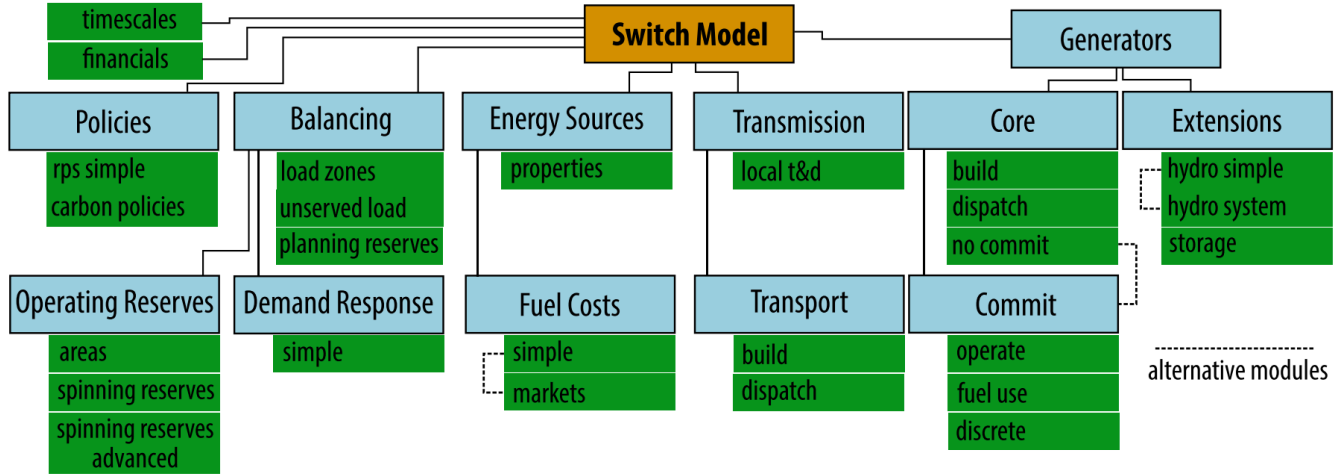 timescales
financials
Switch Model
Generators
Policies
Balancing
Energy Sources
Transmission
Core
Extensions
rps simple
carbon policies
load zones
unserved load
planning reserves
properties
local t&d
build
dispatch
no commit
hydro simple
hydro system
storage
Operating Reserves
Demand Response
Fuel Costs
Transport
Commit
areas
spinning reserves
spinning reserves
advanced
simple
simple
markets
build
dispatch
operate
fuel use
discrete
alternative modules